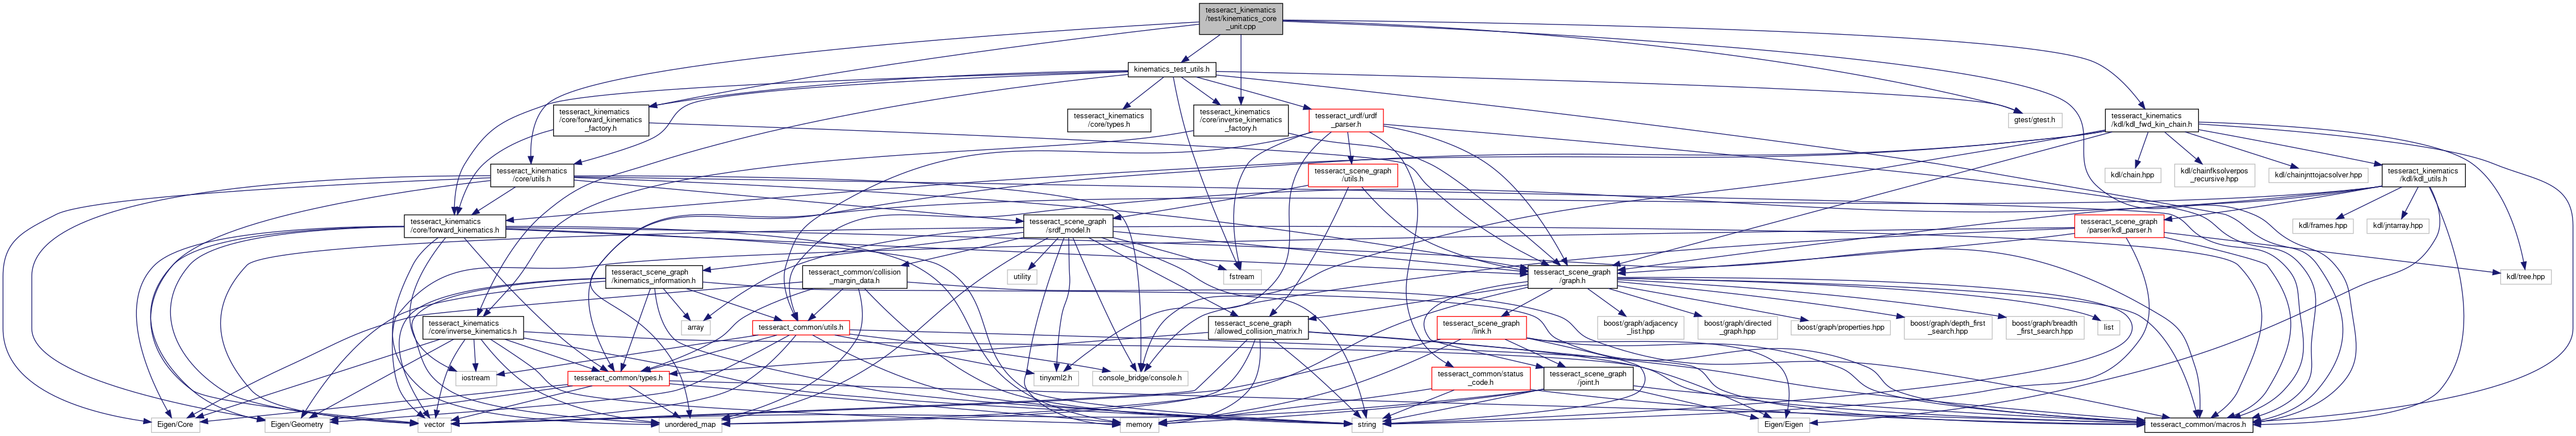 tesseract_kinematics
/test/kinematics_core
_unit.cpp
kinematics_test_utils.h
tesseract_kinematics
/core/forward_kinematics
_factory.h
tesseract_kinematics
/core/types.h
tesseract_kinematics
/core/inverse_kinematics
_factory.h
tesseract_urdf/urdf
_parser.h
gtest/gtest.h
tesseract_kinematics
/kdl/kdl_fwd_kin_chain.h
tesseract_kinematics
/core/utils.h
tesseract_scene_graph
/utils.h
kdl/chain.hpp
kdl/chainfksolverpos
_recursive.hpp
kdl/chainjnttojacsolver.hpp
tesseract_kinematics
/kdl/kdl_utils.h
tesseract_kinematics
/core/forward_kinematics.h
tesseract_scene_graph
/srdf_model.h
tesseract_scene_graph
/parser/kdl_parser.h
kdl/frames.hpp
kdl/jntarray.hpp
tesseract_scene_graph
/kinematics_information.h
tesseract_common/collision
_margin_data.h
utility
fstream
tesseract_scene_graph
/graph.h
kdl/tree.hpp
tesseract_kinematics
/core/inverse_kinematics.h
array
tesseract_common/utils.h
tesseract_scene_graph
/allowed_collision_matrix.h
tesseract_scene_graph
/link.h
boost/graph/adjacency
_list.hpp
boost/graph/directed
_graph.hpp
boost/graph/properties.hpp
boost/graph/depth_first
_search.hpp
boost/graph/breadth
_first_search.hpp
list
iostream
tesseract_common/types.h
tinyxml2.h
console_bridge/console.h
tesseract_common/status
_code.h
tesseract_scene_graph
/joint.h
Eigen/Core
Eigen/Geometry
vector
unordered_map
memory
string
Eigen/Eigen
tesseract_common/macros.h